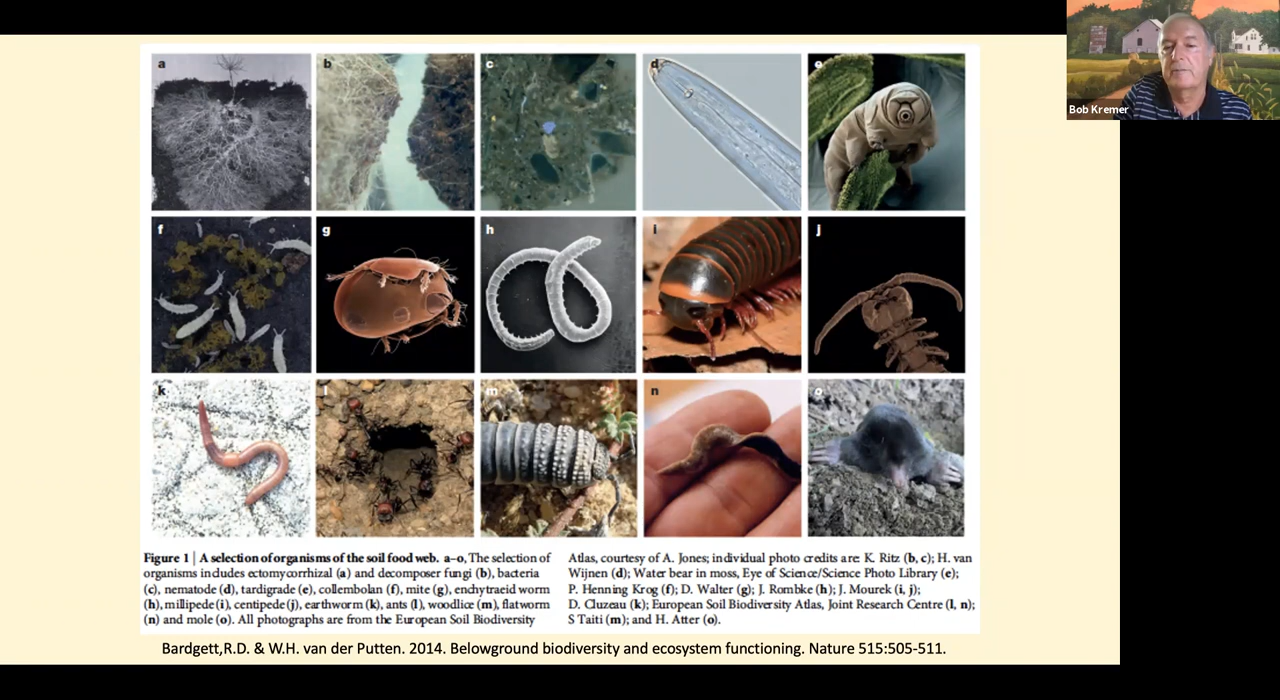 Bob Kremer
a
b
c
d
e
f
g
h
i
j
k
l
m
n
o
Figure 1 | A selection of organisms of the soil food web. a–o, The selection of
organisms includes ectomycorrhizal (a) and decomposer fungi (b), bacteria
(c), nematode (d), tardigrade (e), collembolan (f), mite (g), enchytraeid worm
(h), millipede (i), centipede (j), earthworm (k), ants (l), woodlice (m), flatworm
(n) and mole (o). All photographs are from the European Soil Biodiversity
Atlas, courtesy of A. Jones; individual photo credits are: K. Ritz (b, c); H. van
Wijnen (d); Water bear in moss, Eye of Science/Science Photo Library (e);
P. Henning Krog (f); D. Walter (g); J. Rombke (h); J. Mourek (i, j);
D. Cluzeau (k); European Soil Biodiversity Atlas, Joint Research Centre (l, n);
S Taiti (m); and H. Atter (o).
Bardgett,R.D. & W.H. van der Putten. 2014. Belowground biodiversity and ecosystem functioning. Nature 515:505-511.